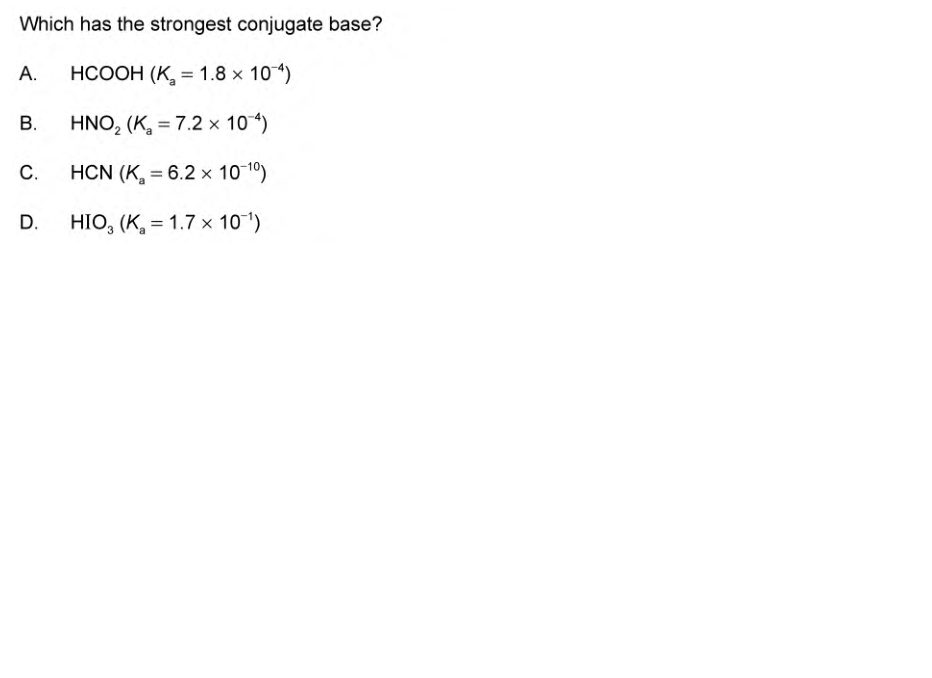 Which has the strongest conjugate base?
A. HCOOH (Kₐ = 1.8 × 10⁻⁴)
B. HNO₂ (Kₐ = 7.2 × 10⁻⁴)
C. HCN (Kₐ = 6.2 × 10⁻¹⁰)
D. HIO₃ (Kₐ = 1.7 × 10⁻¹)